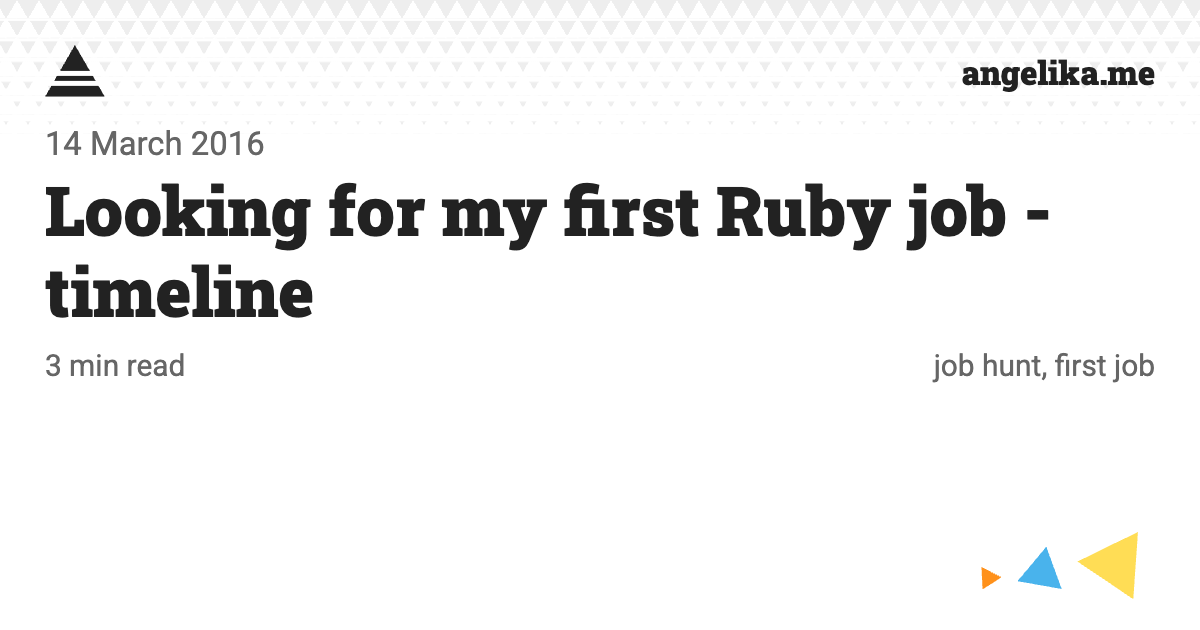 angelika.me
14 March 2016
Looking for my first Ruby job -
timeline
3 min read
job hunt, first job